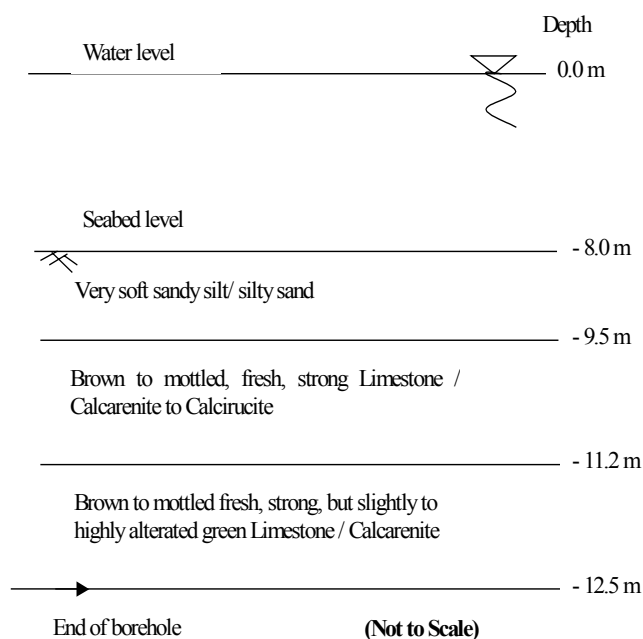 Depth
Water level
0.0 m
Seabed level
- 8.0 m
Very soft sandy silt/ silty sand
- 9.5 m
Brown to mottled, fresh, strong Limestone /
Calcarenite to Calcirucite
- 11.2 m
Brown to mottled fresh, strong, but slightly to
highly alterated green Limestone / Calcarenite
- 12.5 m
End of borehole
(Not to Scale)